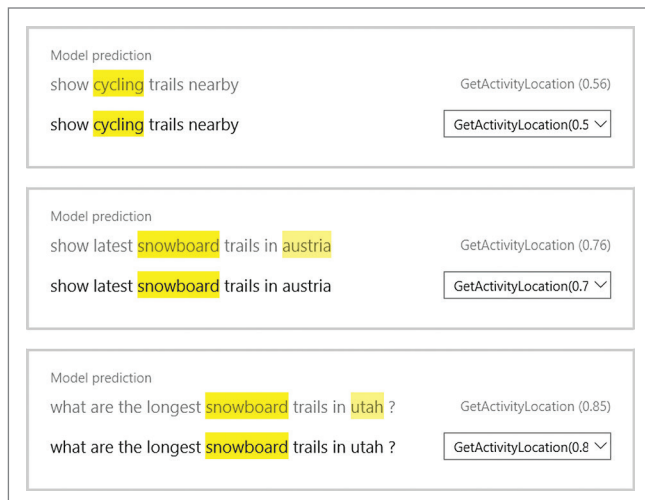 Model prediction
show cycling trails nearby GetActivityLocation (0.56)
show cycling trails nearby GetActivityLocation(0.5
Model prediction
show latest snowboard trails in austria GetActivityLocation (0.76)
show latest snowboard trails in austria GetActivityLocation(0.7
Model prediction
what are the longest snowboard trails in utah ? GetActivityLocation (0.85)
what are the longest snowboard trails in utah ? GetActivityLocation(0.8